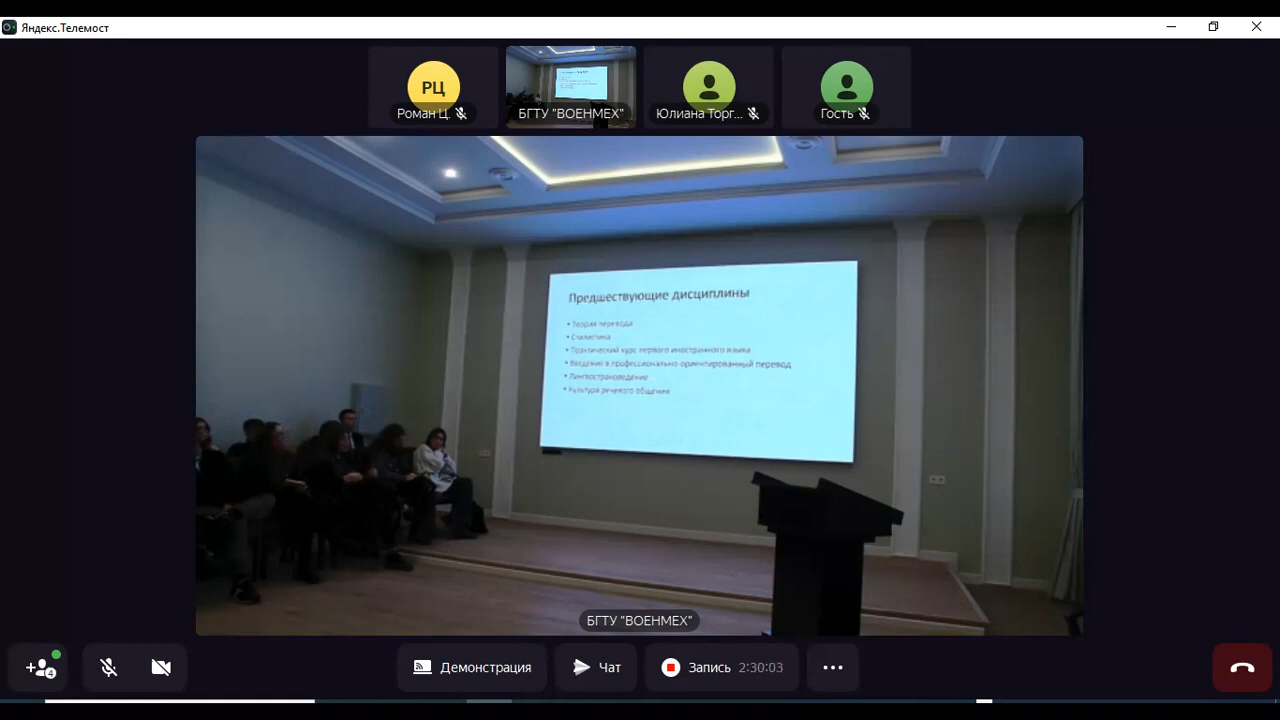 Яндекс.Телемост
РЦ
Роман Ц.
БГТУ "ВОЕНМЕХ"
Юлиана Торг...
Гость
Предшествующие дисциплины
• Теория перевода
• Стилистика
• Практический курс первого иностранного языка
• Введение в профессионально ориентированный перевод
• Лингвострановедение
• Культура речевого общения
БГТУ "ВОЕНМЕХ"
4
Демонстрация
Чат
Запись 2:30:03